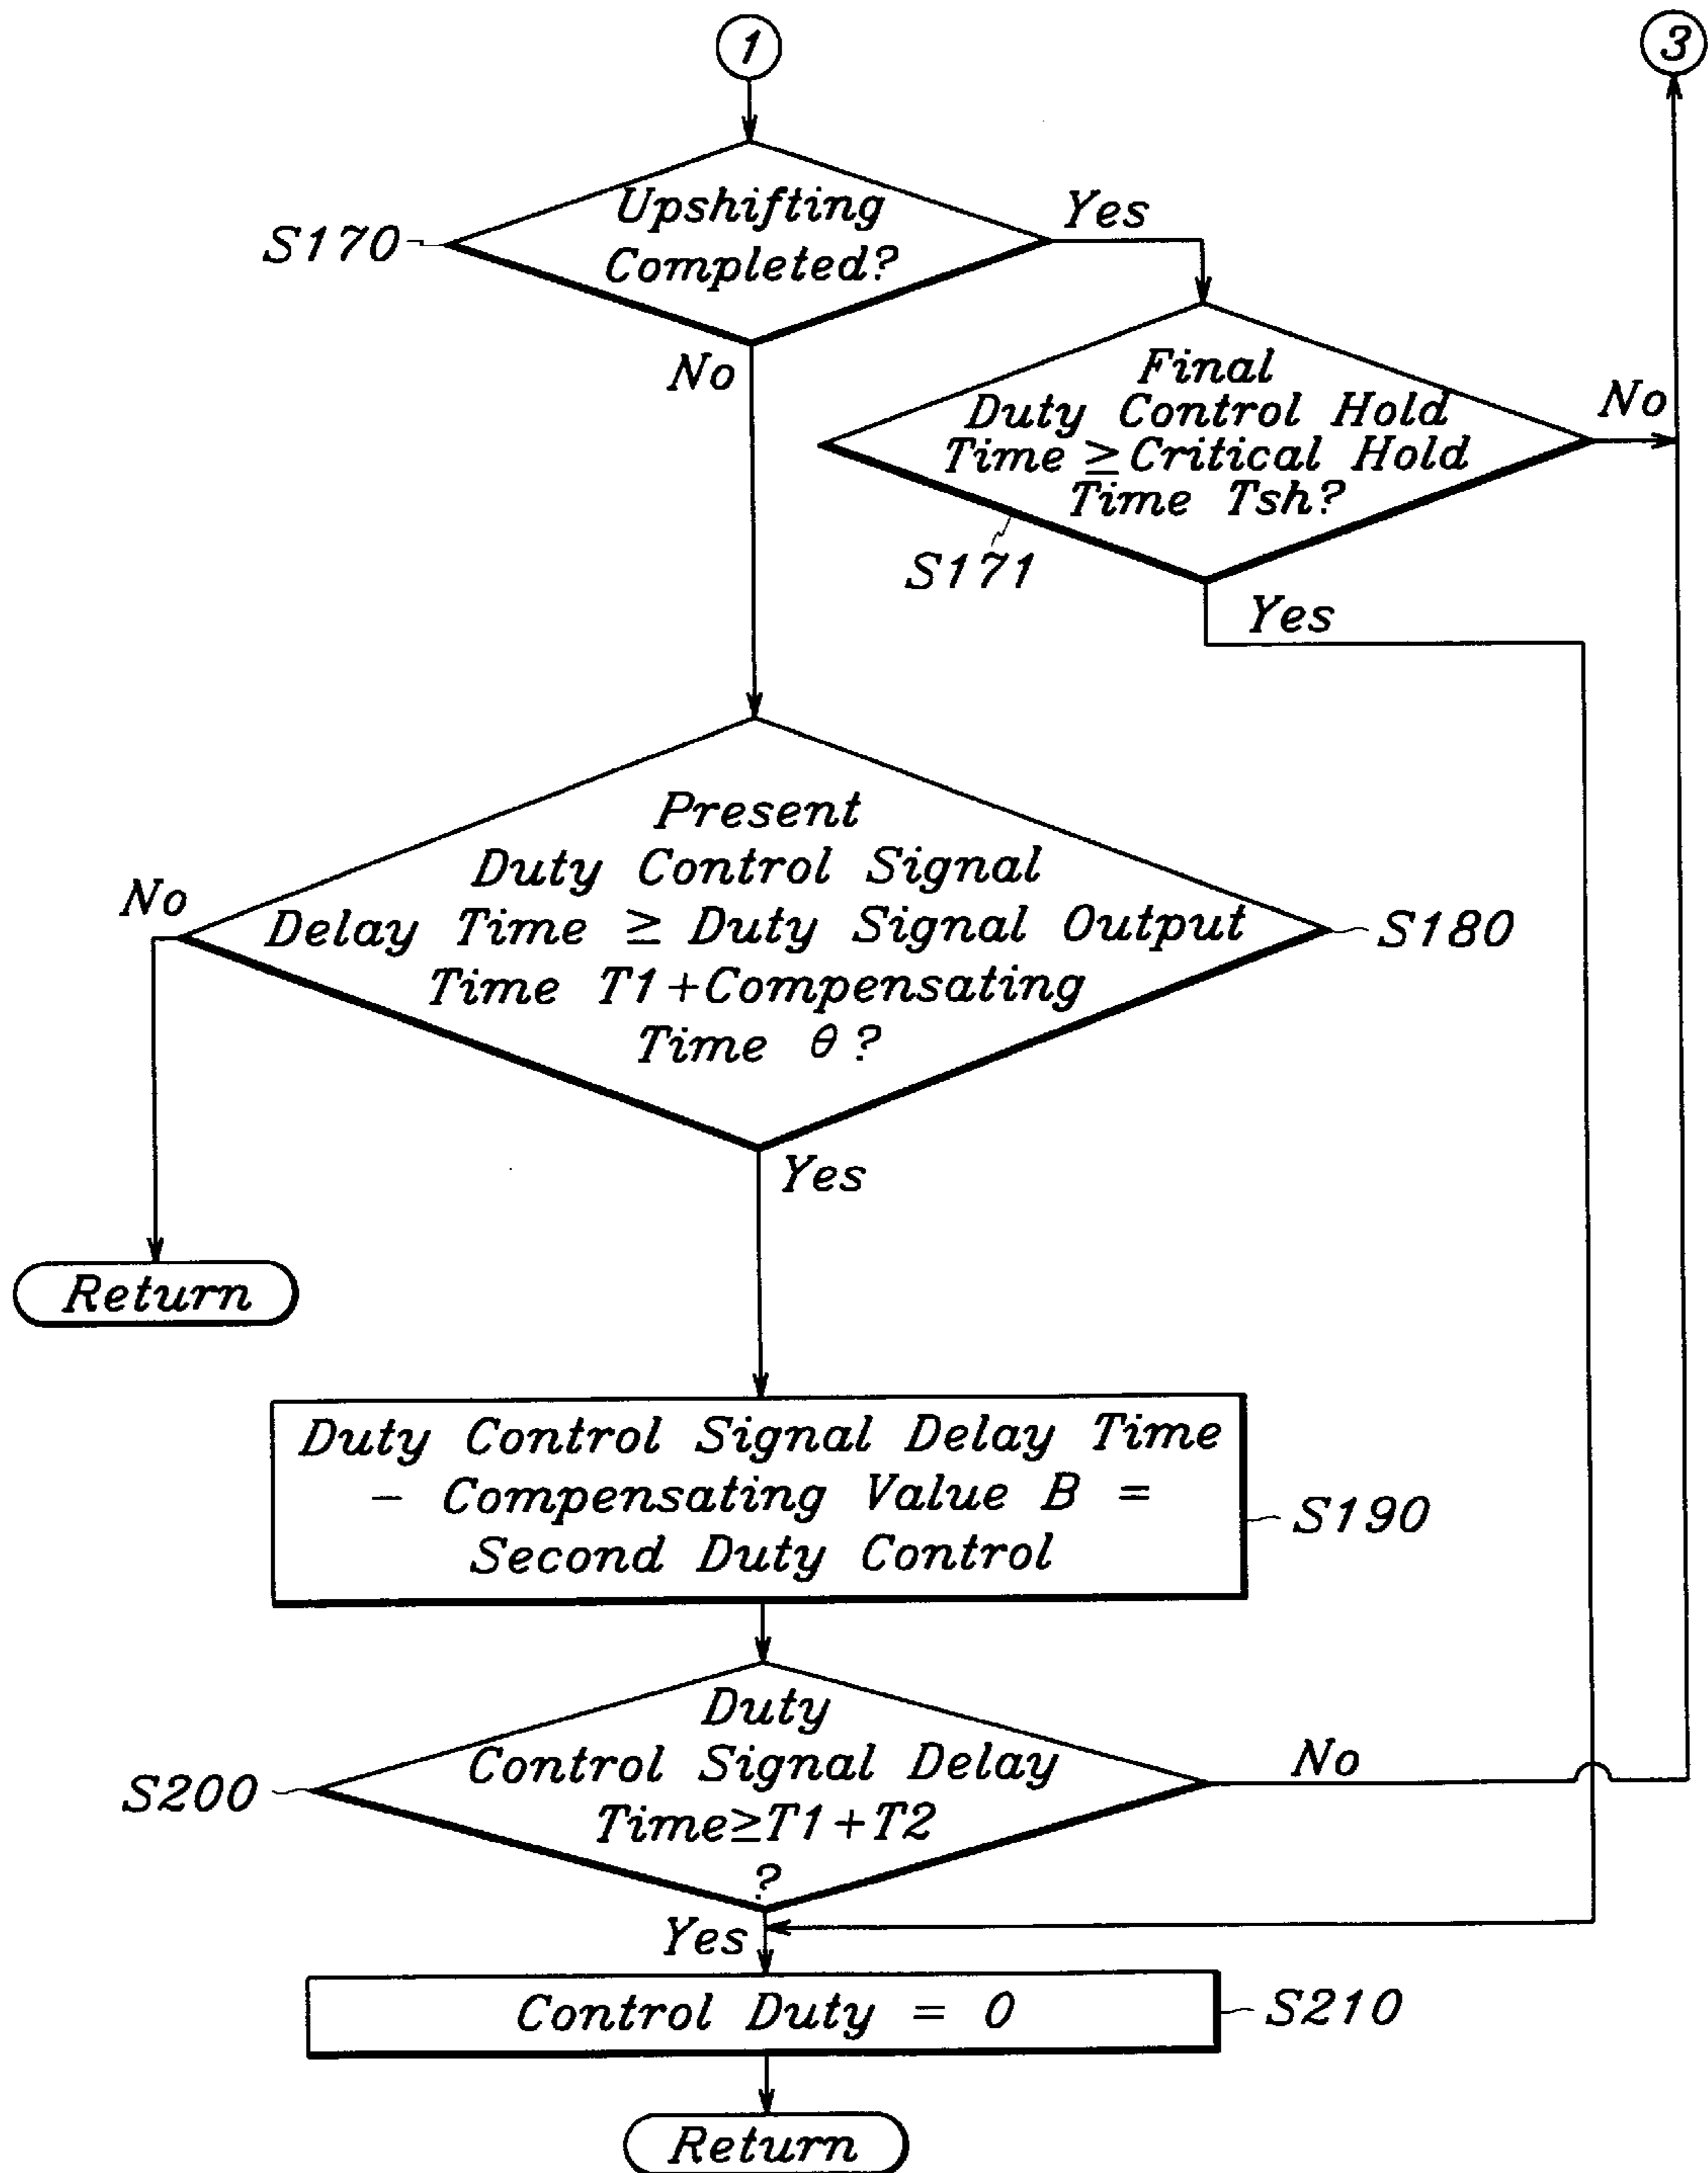 1
3
Upshifting
Completed?
Yes
S170
No
Final
Duty Control Hold
Time ≥ Critical Hold
Time Tsh?
No
S171
Yes
Present
Duty Control Signal
Delay Time ≥ Duty Signal Output
Time T1+Compensating
Time θ?
No
S180
Yes
Return
Duty Control Signal Delay Time
- Compensating Value B =
Second Duty Control
S190
Duty
Control Signal Delay
Time≥T1+T2
?
No
S200
Yes
Control Duty = 0
S210
Return